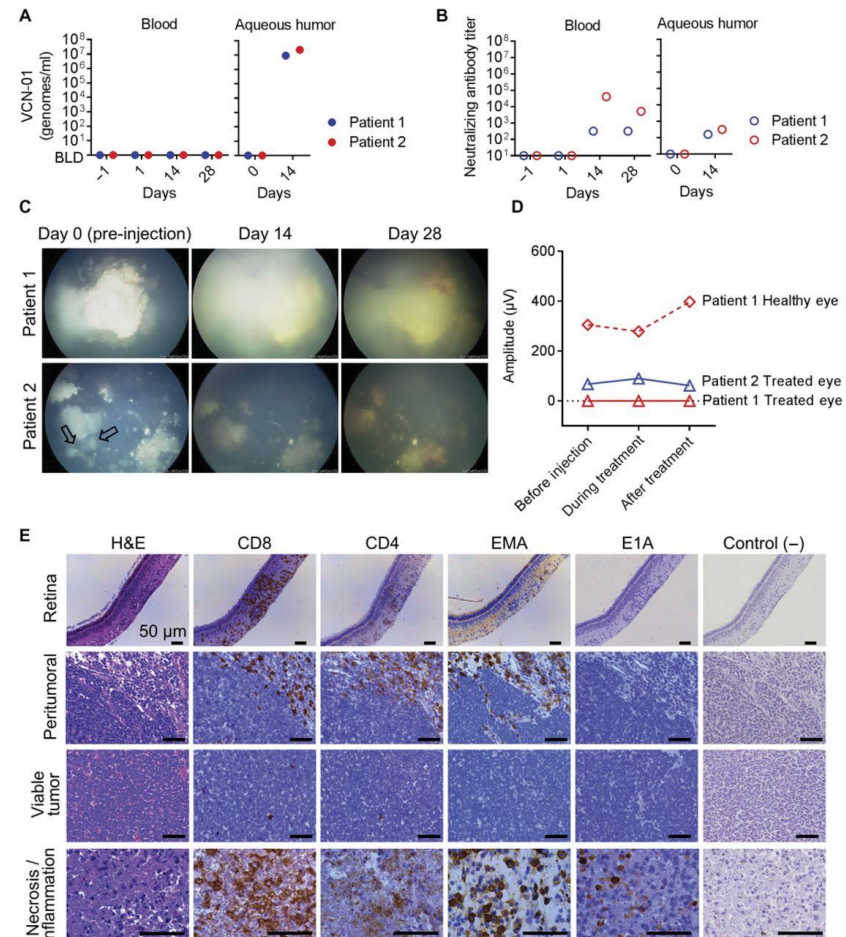 A
Blood
Aqueous humor
VCN-01
(genomes/ml)
10⁸
10⁷
10⁶
10⁵
10⁴
10³
10²
10¹
BLD
−1 1 14 28
0 14
Days
Days
Patient 1
Patient 2
B
Blood
Aqueous humor
Neutralizing antibody titer
10⁸
10⁷
10⁶
10⁵
10⁴
10³
10²
10¹
−1 1 14 28
0 14
Days
Days
Patient 1
Patient 2
C
Day 0 (pre-injection) Day 14 Day 28
Patient 1
Patient 2
D
Amplitude (µV)
600
400
200
0
Patient 1 Healthy eye
Patient 2 Treated eye
Patient 1 Treated eye
Before injection
During treatment
After treatment
E
H&E CD8 CD4 EMA E1A Control (−)
Retina
50 µm
Peritumoral
Viable
tumor
Necrosis /
inflammation